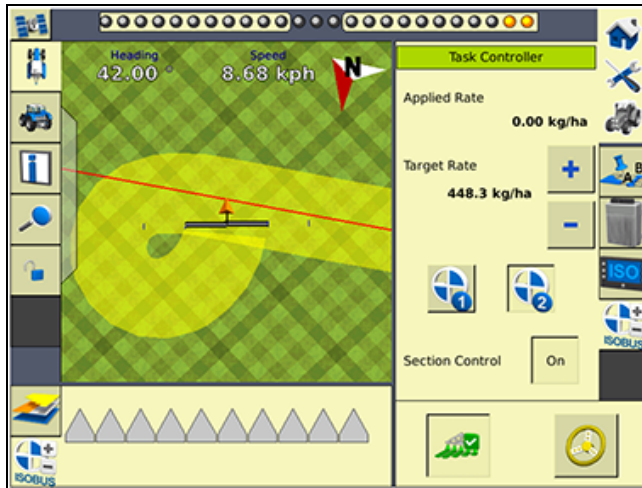 Heading
Speed
42.00 °
8.68 kph
N
Task Controller
Applied Rate
0.00 kg/ha
Target Rate
448.3 kg/ha
+
−
1
2
Section Control
On
A B
ISO
ISOBUS
ISOBUS